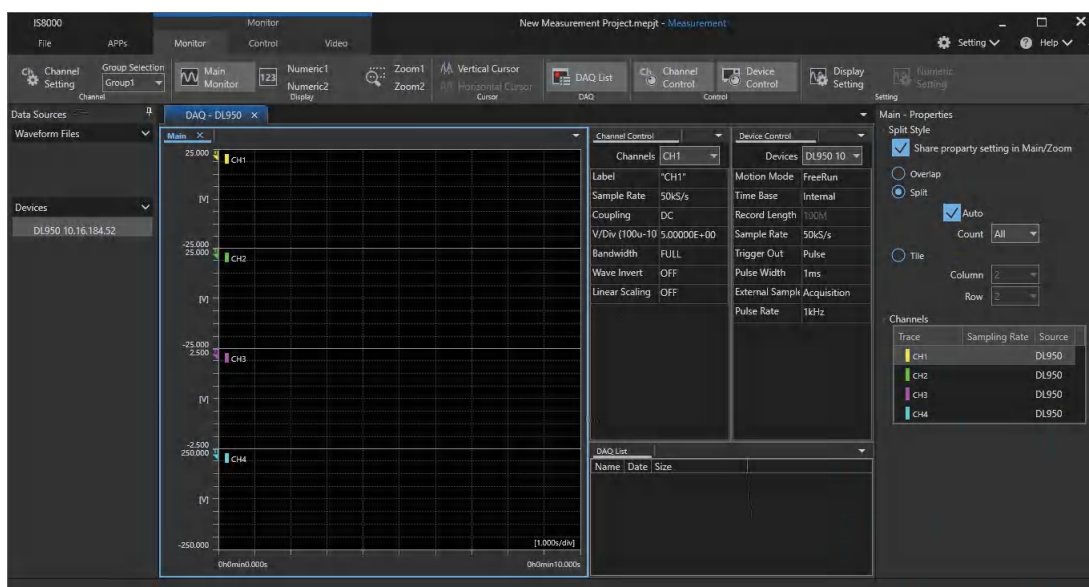 IS8000 Monitor New Measurement Project.mepjt - Measurement
File APPs Monitor Control Video Setting Help
Channel Setting
Group Selection
Group1
Channel
Main Monitor
Numeric1
Numeric2
Display
Zoom1
Zoom2
Vertical Cursor
Horizontal Cursor
Cursor
DAQ List
DAQ
Channel Control
Device Control
Control
Display Setting
Numeric Setting
Setting
Data Sources
Waveform Files
Devices
DL950 10.16.184.52
DAQ - DL950
Main
25.000
CH1
[V]
-25.000
25.000
CH2
[V]
-25.000
2.500
CH3
[V]
-2.500
250.000
CH4
[V]
-250.000
[1.000s/div]
0h0min0.000s 0h0min10.000s
Channel Control
Channels CH1
Label "CH1"
Sample Rate 50kS/s
Coupling DC
V/Div (100u-10 5.00000E+00
Bandwidth FULL
Wave Invert OFF
Linear Scaling OFF
Device Control
Devices DL950 10
Motion Mode FreeRun
Time Base Internal
Record Length 100M
Sample Rate 50kS/s
Trigger Out Pulse
Pulse Width 1ms
External Sample Acquisition
Pulse Rate 1kHz
DAQ List
Name Date Size
Main - Properties
Split Style
Share property setting in Main/Zoom
Overlap
Split
Auto
Count All
Tile
Column 2
Row 2
Channels
Trace Sampling Rate Source
CH1 DL950
CH2 DL950
CH3 DL950
CH4 DL950